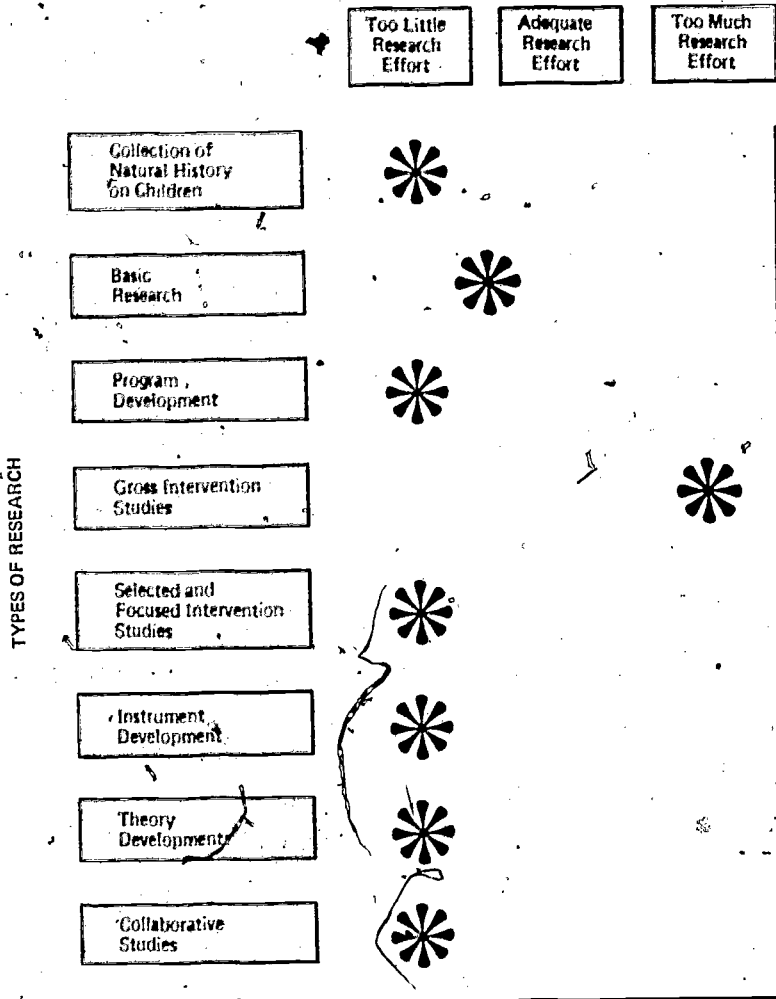 Too Little
Research
Effort
Adequate
Research
Effort
Too Much
Research
Effort
TYPES OF RESEARCH
Collection of
Natural History
on Children
Basic
Research
Program
Development
Gross Intervention
Studies
Selected and
Focused Intervention
Studies
Instrument
Development
Theory
Development
Collaborative
Studies